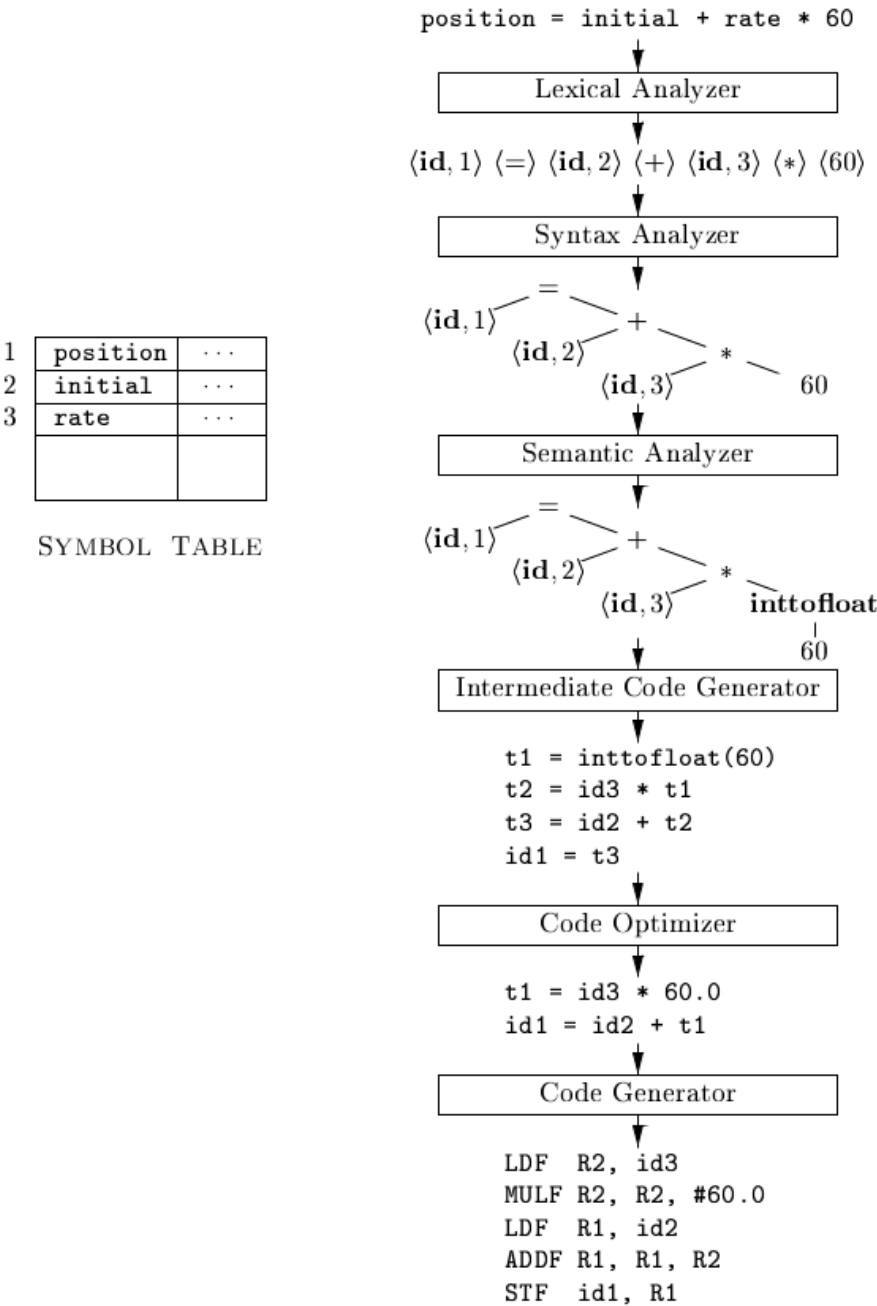 position = initial + rate * 60
Lexical Analyzer
⟨id, 1⟩ ⟨=⟩ ⟨id, 2⟩ ⟨+⟩ ⟨id, 3⟩ ⟨*⟩ ⟨60⟩
Syntax Analyzer
=
⟨id, 1⟩ +
⟨id, 2⟩ *
⟨id, 3⟩ 60
1 position ···
2 initial ···
3 rate ···
SYMBOL TABLE
Semantic Analyzer
=
⟨id, 1⟩ +
⟨id, 2⟩ *
⟨id, 3⟩ inttofloat
60
Intermediate Code Generator
t1 = inttofloat(60)
t2 = id3 * t1
t3 = id2 + t2
id1 = t3
Code Optimizer
t1 = id3 * 60.0
id1 = id2 + t1
Code Generator
LDF R2, id3
MULF R2, R2, #60.0
LDF R1, id2
ADDF R1, R1, R2
STF id1, R1